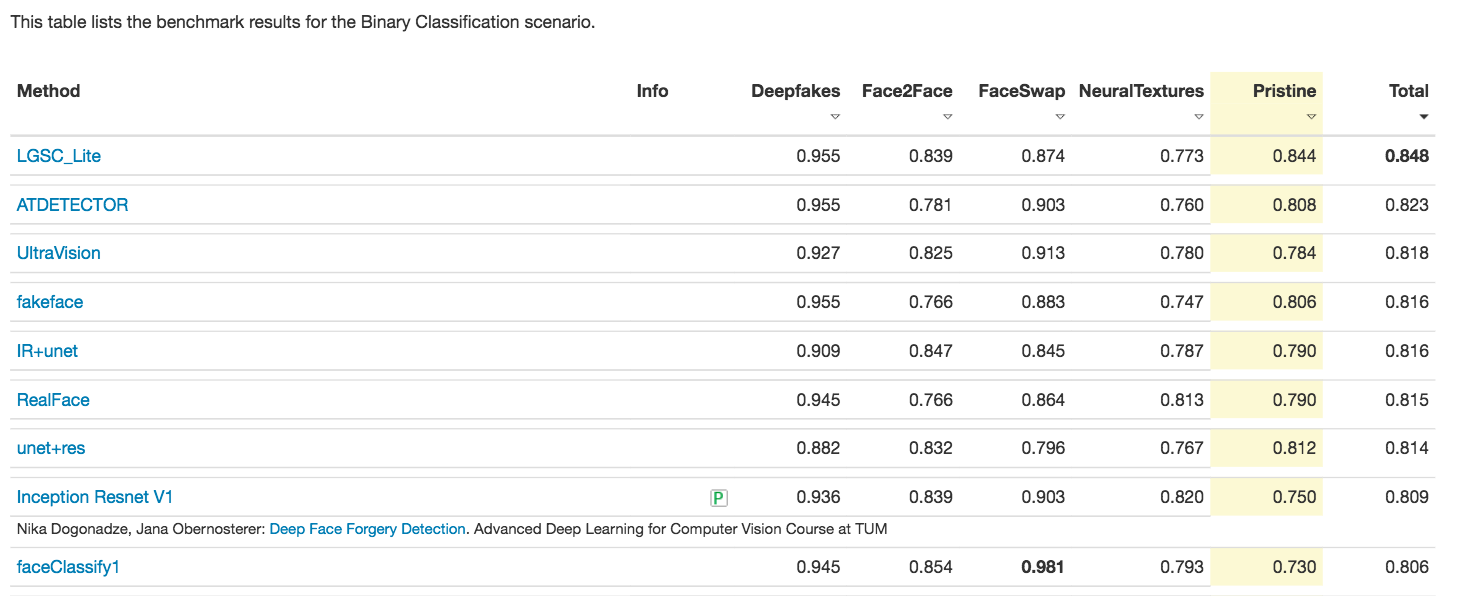 This table lists the benchmark results for the Binary Classification scenario.
Method Info Deepfakes Face2Face FaceSwap NeuralTextures Pristine Total
LGSC_Lite 0.955 0.839 0.874 0.773 0.844 0.848
ATDETECTOR 0.955 0.781 0.903 0.760 0.808 0.823
UltraVision 0.927 0.825 0.913 0.780 0.784 0.818
fakeface 0.955 0.766 0.883 0.747 0.806 0.816
IR+unet 0.909 0.847 0.845 0.787 0.790 0.816
RealFace 0.945 0.766 0.864 0.813 0.790 0.815
unet+res 0.882 0.832 0.796 0.767 0.812 0.814
Inception Resnet V1 P 0.936 0.839 0.903 0.820 0.750 0.809
Nika Dogonadze, Jana Obernosterer: Deep Face Forgery Detection. Advanced Deep Learning for Computer Vision Course at TUM
faceClassify1 0.945 0.854 0.981 0.793 0.730 0.806